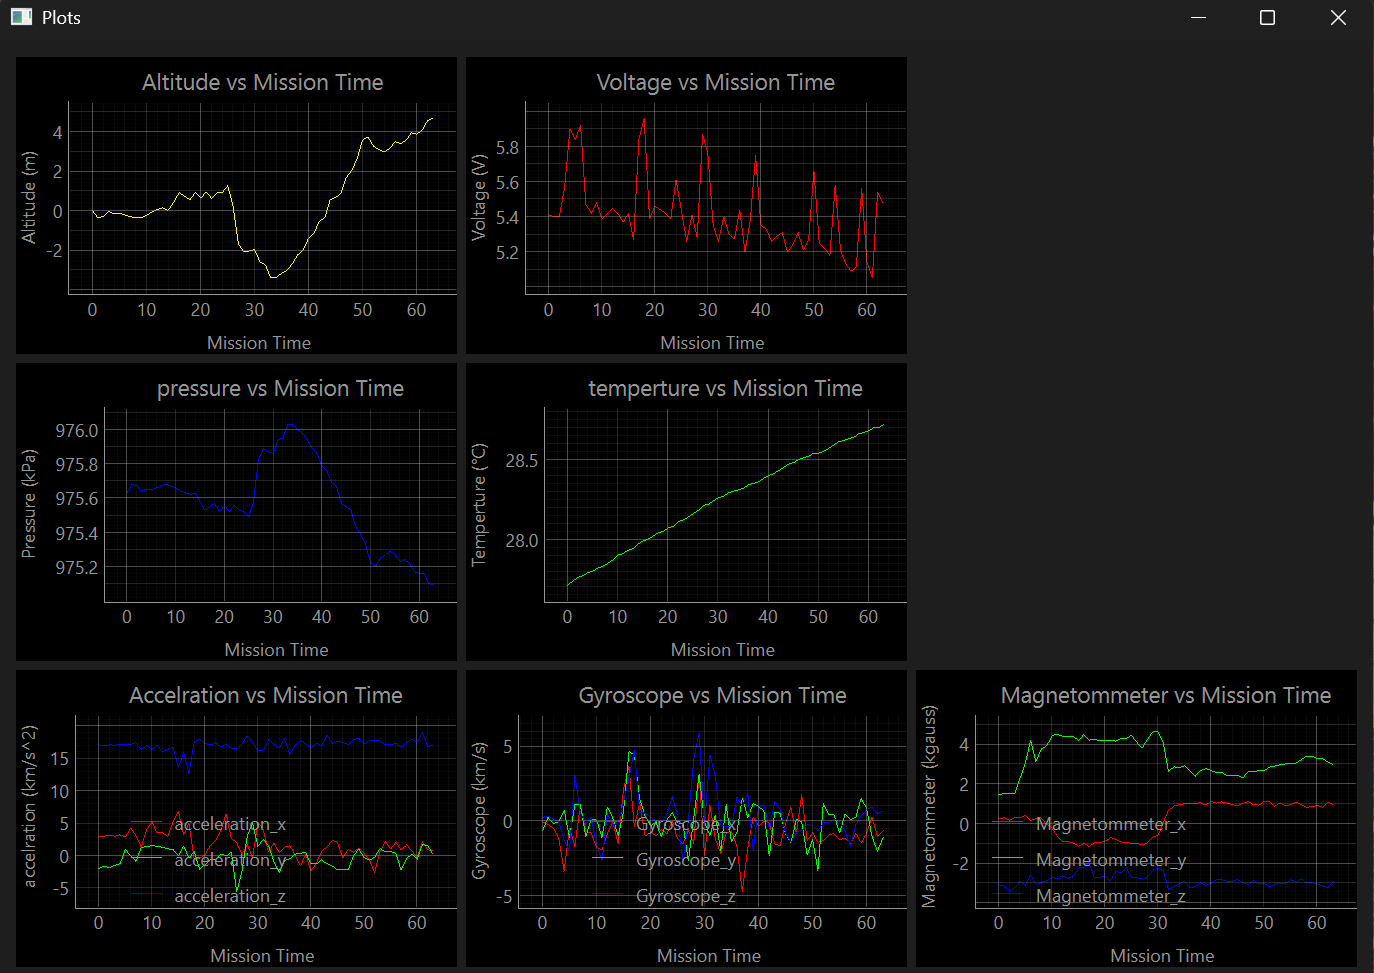 Plots
Altitude vs Mission Time
Altitude (m)
4
2
0
-2
0 10 20 30 40 50 60
Mission Time
Voltage vs Mission Time
Voltage (V)
5.8
5.6
5.4
5.2
0 10 20 30 40 50 60
Mission Time
pressure vs Mission Time
Pressure (kPa)
976.0
975.8
975.6
975.4
975.2
0 10 20 30 40 50 60
Mission Time
temperture vs Mission Time
Temperture (°C)
28.5
28.0
0 10 20 30 40 50 60
Mission Time
Accelration vs Mission Time
accelration (km/s^2)
15
10
5
0
-5
acceleration_x
acceleration_y
acceleration_z
0 10 20 30 40 50 60
Mission Time
Gyroscope vs Mission Time
Gyroscope (km/s)
5
0
-5
Gyroscope_x
Gyroscope_y
Gyroscope_z
0 10 20 30 40 50 60
Mission Time
Magnetommeter vs Mission Time
Magnetommeter (kgauss)
4
2
0
-2
Magnetommeter_x
Magnetommeter_y
Magnetommeter_z
0 10 20 30 40 50 60
Mission Time